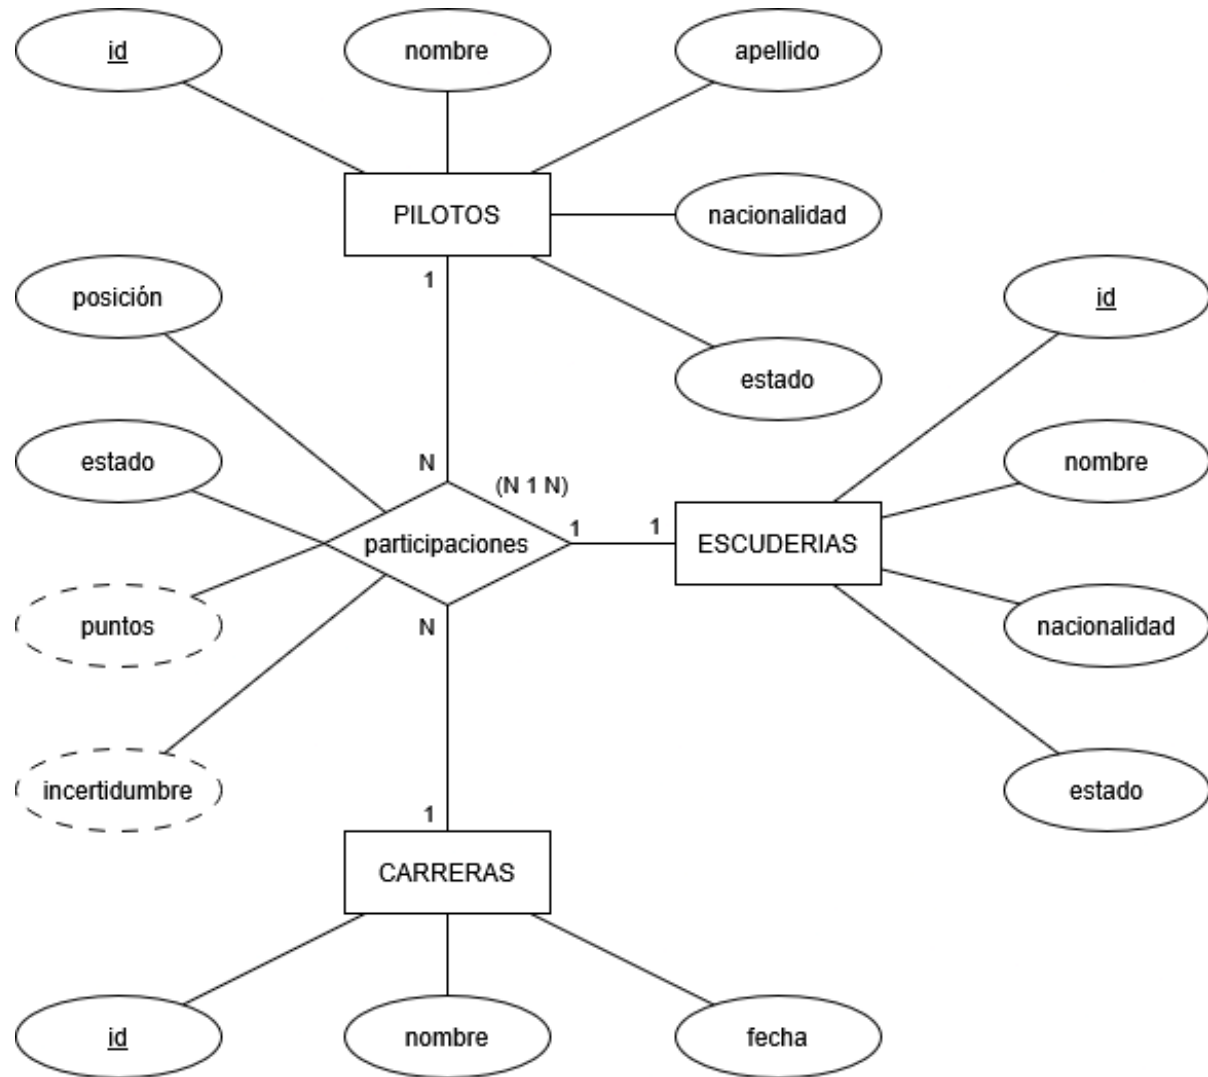 id
nombre
apellido
PILOTOS
nacionalidad
1
posición
id
estado
estado
nombre
N
(N 1 N)
participaciones
1
1
ESCUDERIAS
puntos
N
nacionalidad
incertidumbre
estado
1
CARRERAS
id
nombre
fecha